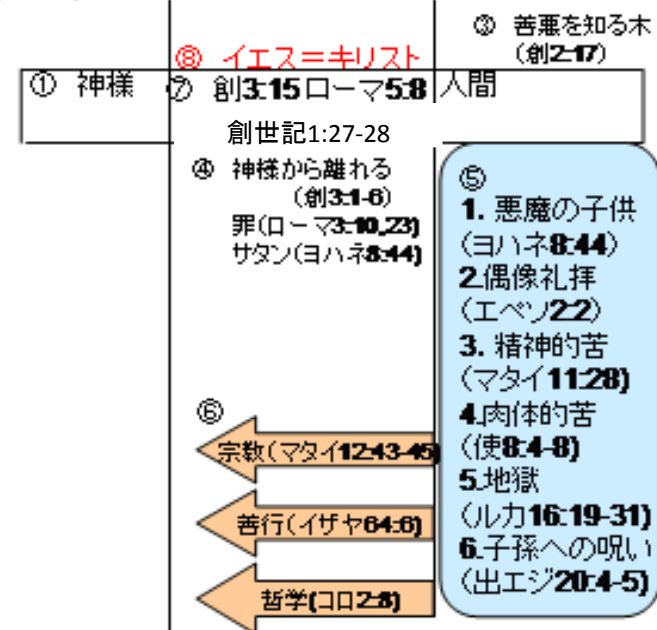 ③ 善悪を知る木
(創2:17)
⑧ イエス＝キリスト
① 神様
⑦ 創3:15ローマ5:8
人間
創世記1:27-28
④ 神様から離れる
(創3:1-6)
罪(ローマ3:10,23)
サタン(ヨハネ8:44)
⑤
1. 悪魔の子供
(ヨハネ8:44)
2.偶像礼拝
(エペソ2:2)
3. 精神的苦
(マタイ11:28)
4.肉体的苦
(使8:4-8)
5.地獄
(ルカ16:19-31)
6.子孫への呪い
(出エジ20:4-5)
⑥
宗教(マタイ12:43-45)
善行(イザヤ64:6)
哲学(コロ2:8)